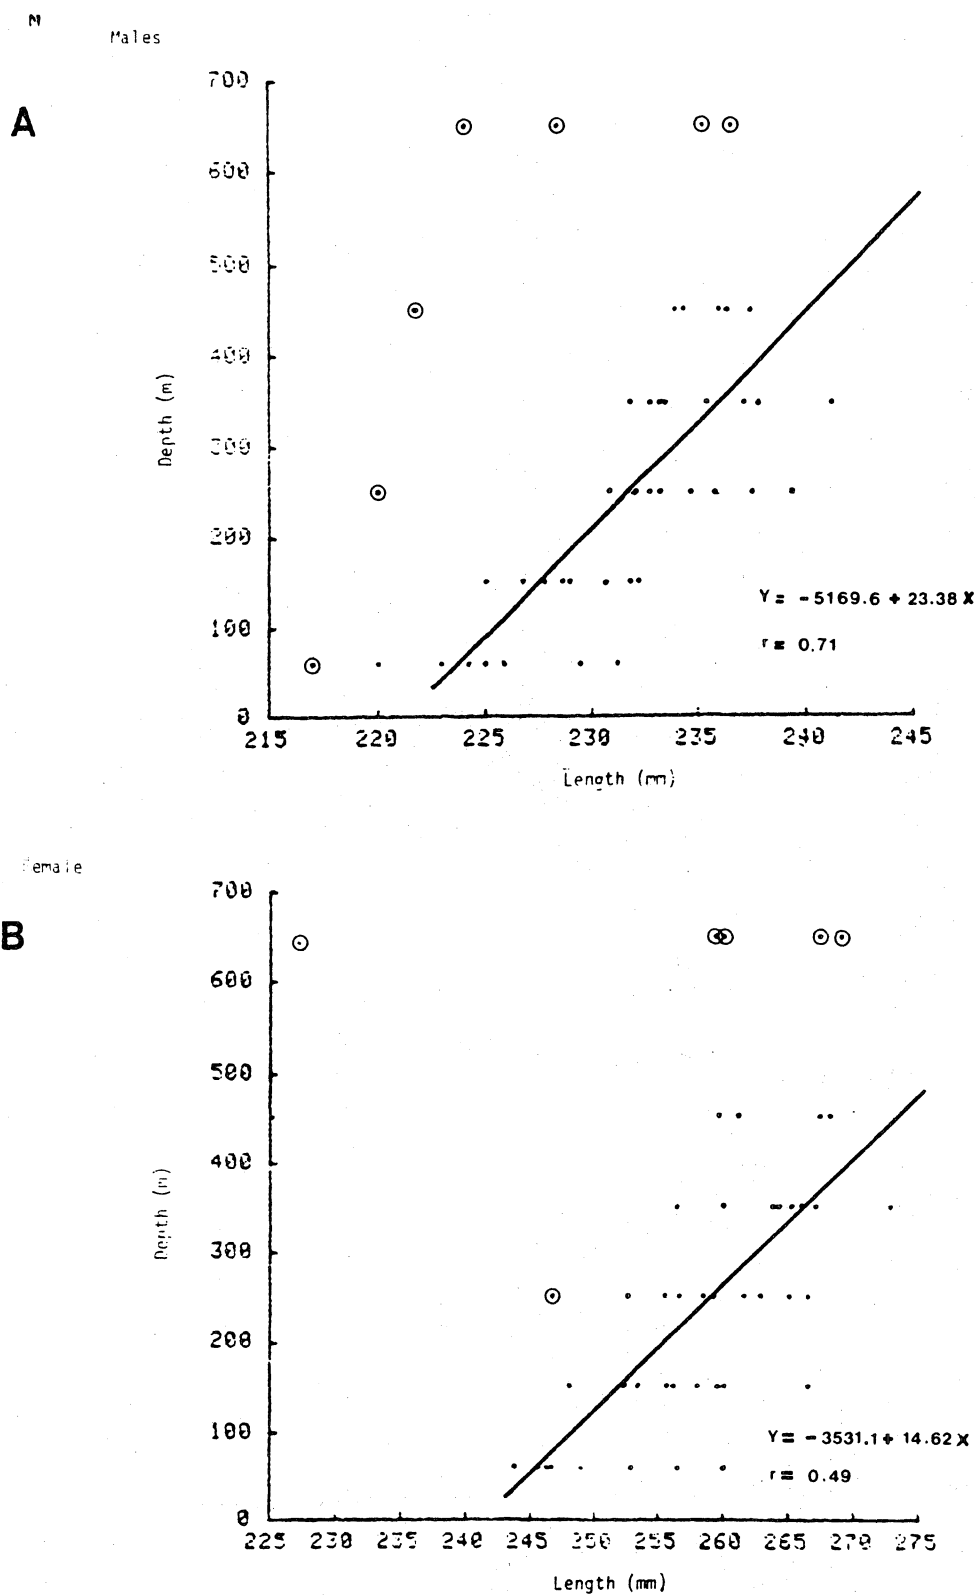 M
Males
A
700
600
500
400
300
200
100
0
Depth (m)
Y = -5169.6 + 23.38 X
r = 0.71
215 220 225 230 235 240 245
Length (mm)
Female
B
700
600
500
400
300
200
100
0
Depth (m)
Y = -3531.1 + 14.62 X
r = 0.49
225 230 235 240 245 250 255 260 265 270 275
Length (mm)